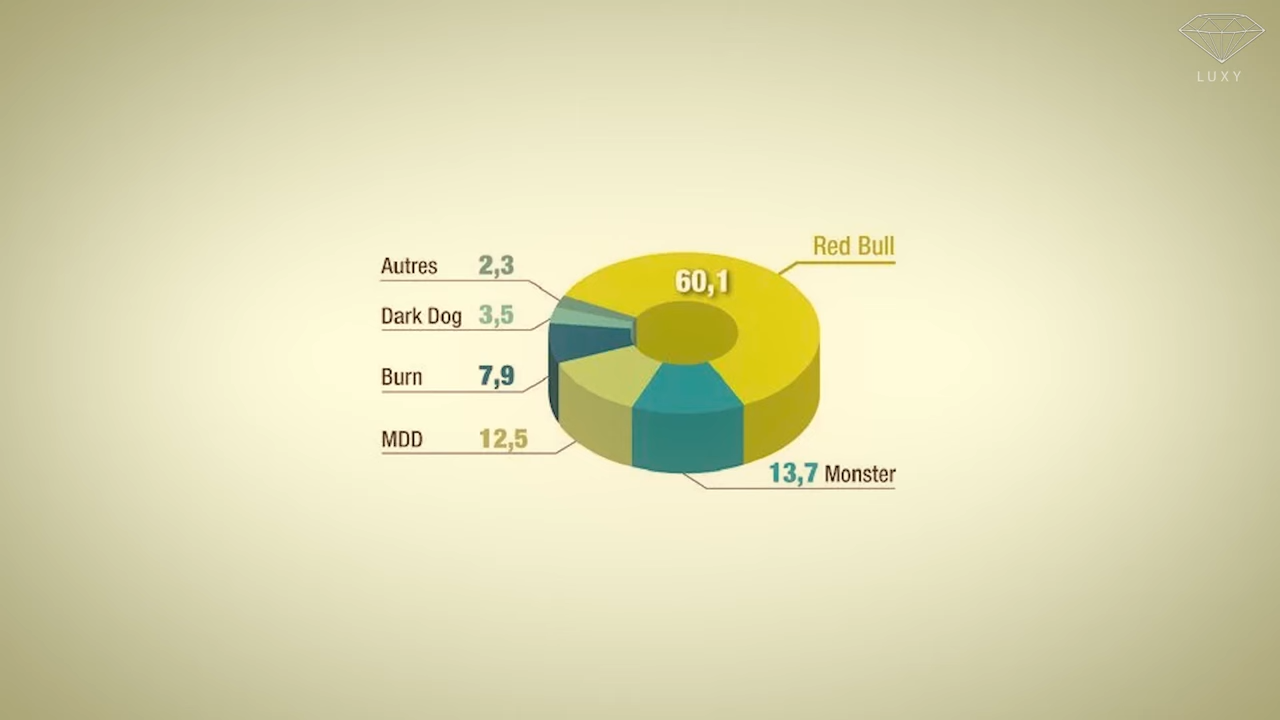 LUXY
Red Bull
60,1
Autres 2,3
Dark Dog 3,5
Burn 7,9
MDD 12,5
13,7 Monster